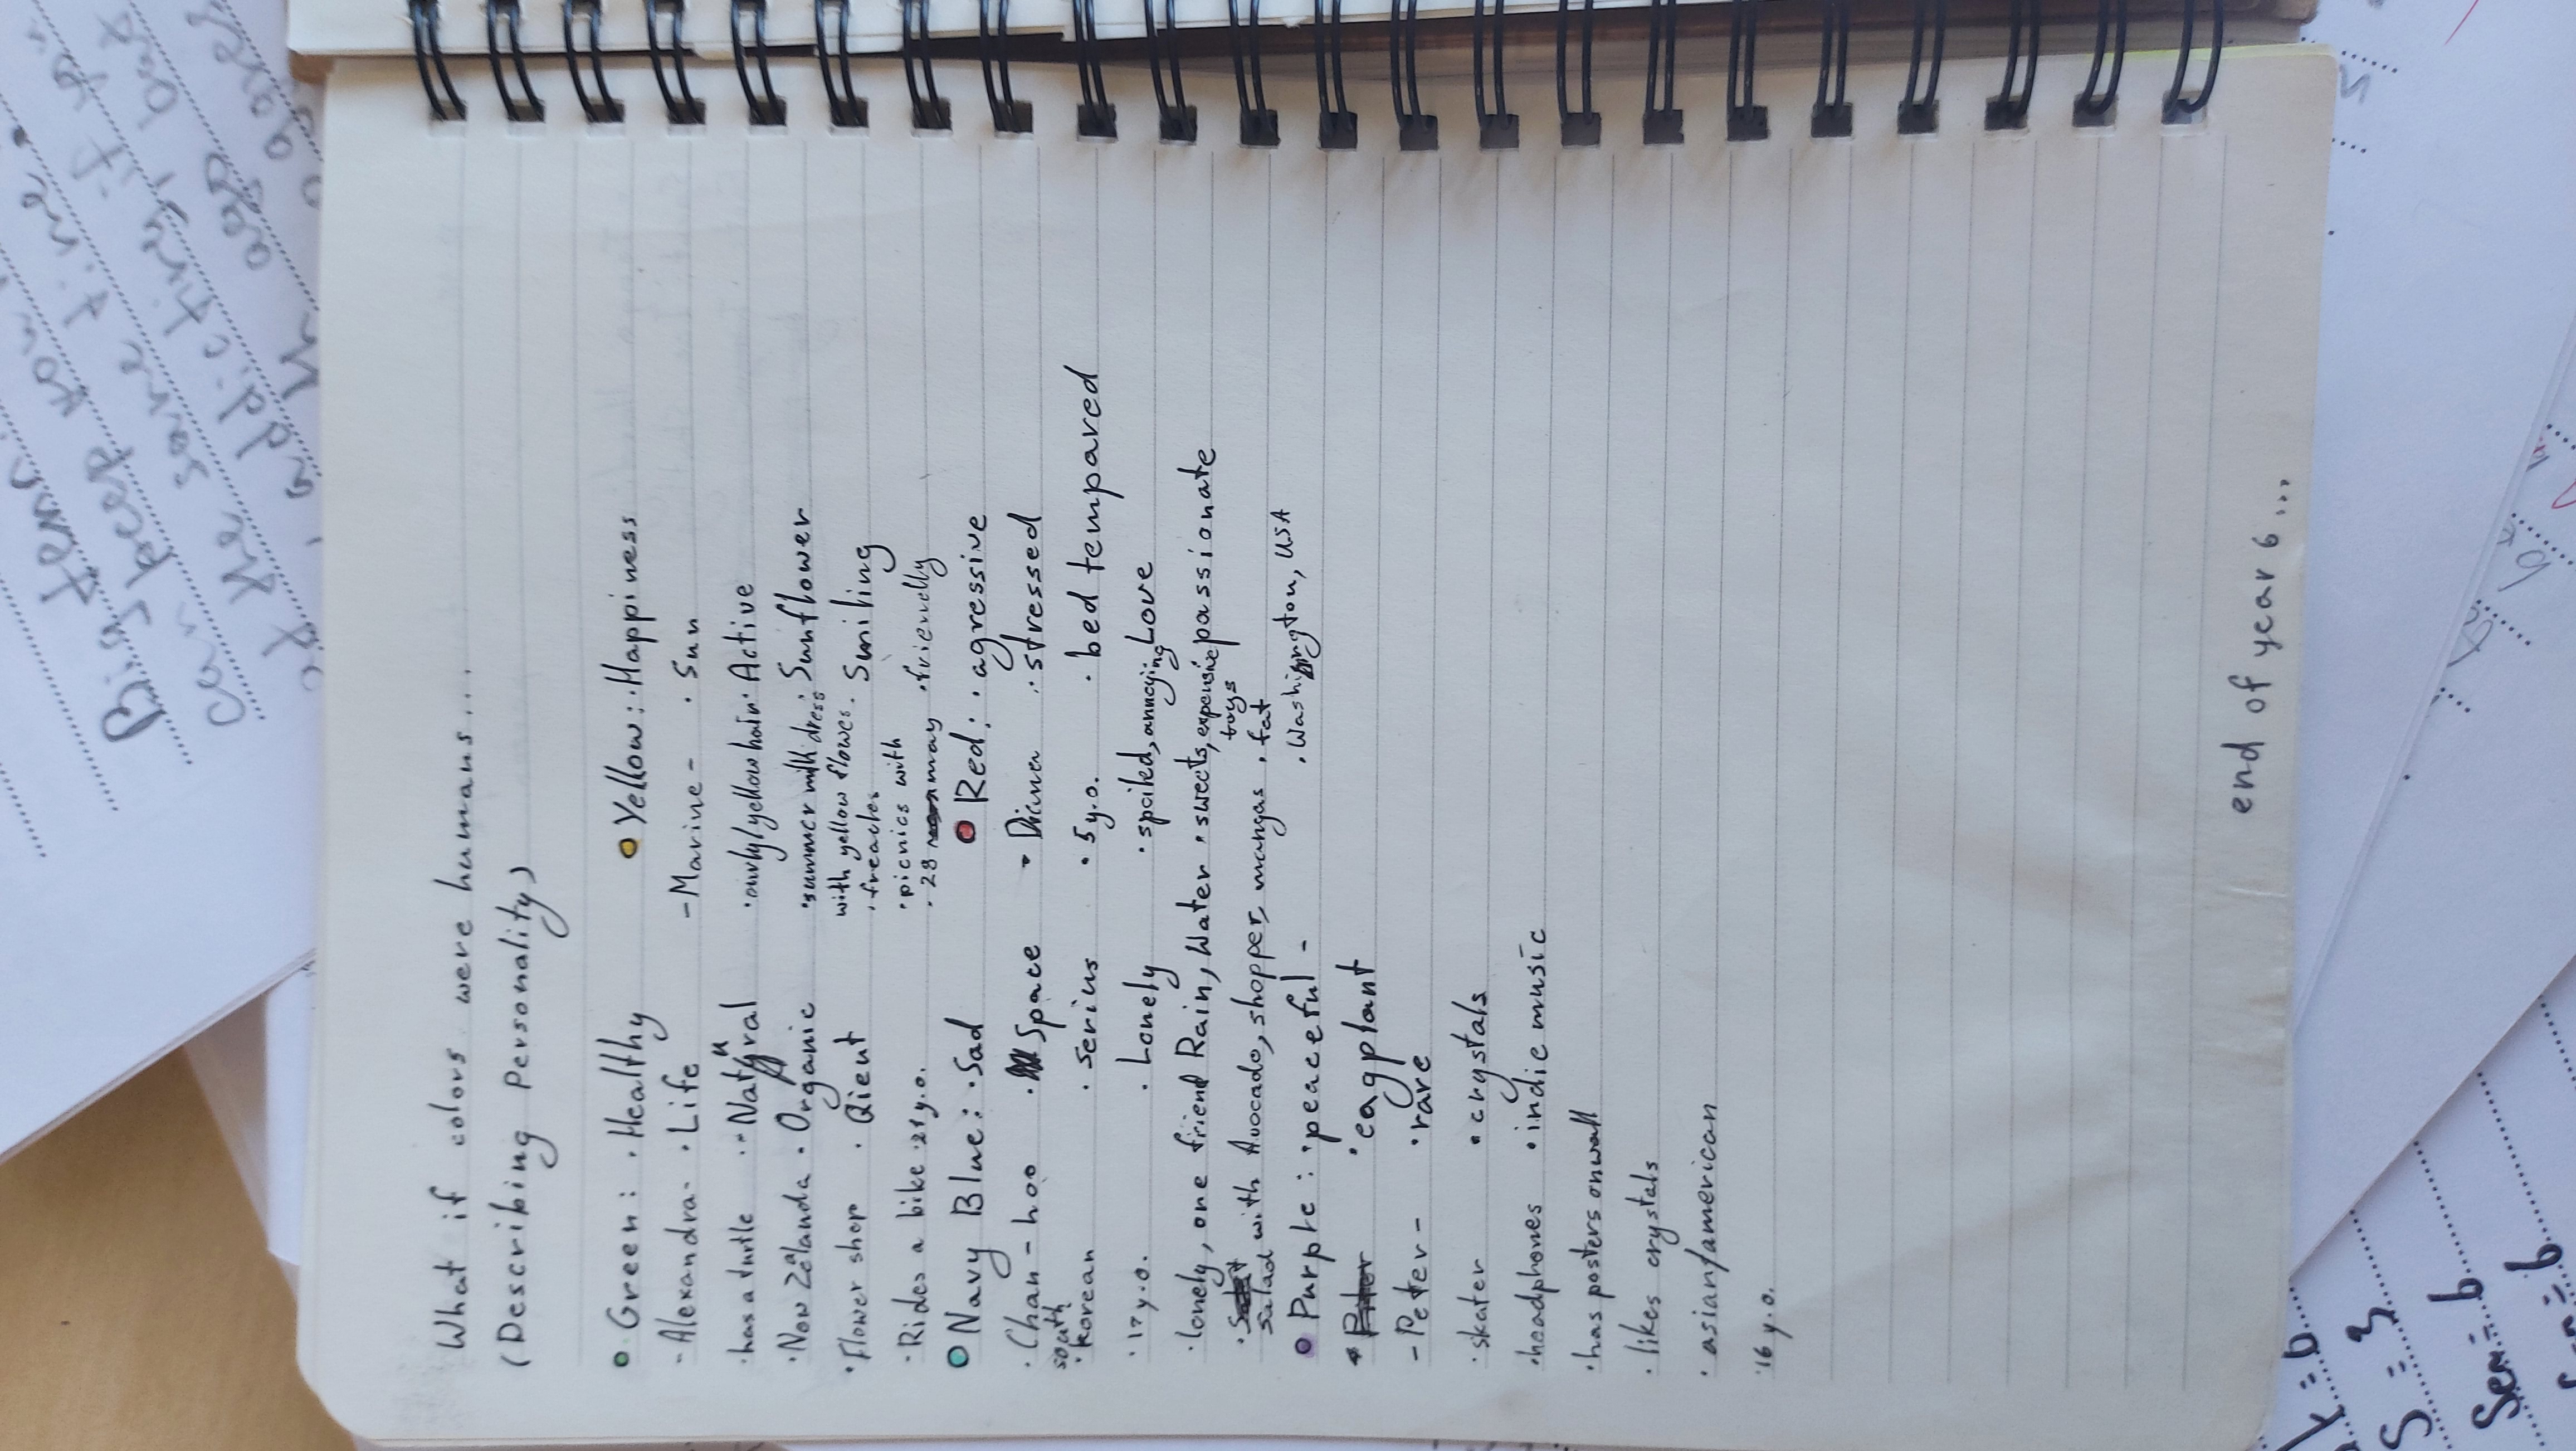 Big tenn
can keep you
at the same time.
addicting, if you
th ago but
aggres
What if colors were humans...
(Describing Personality)
Green: · Healthy
-Alexandra- · Life
·has a turtle ·-Natural
·New Zealanda · Organic
·Flower shop · Qient
·Rides a bike ·21 y.o.
Yellow: · Happiness
-Marine- · Sun
·curly/yellow hair · Active
·summer milk dress · Sunflower
with yellow flowes. · Smiling
·freacles
·picnics with
· 28 may · friendly
Navy Blue: · Sad
· Chan-hoo · Space
south
· korean · serius
· 17 y.o. · Lonely
·lonely, one friend Rain, Water
· salad with Avocado, shopper, mangas
Red: · agressive
- Diana · stressed
· 5 y.o. · bed tempared
· spoiled, annoying Love
· sweets, expensive passionate
toys
· fat
· Washington, USA
Purple: · peaceful -
· Piter · eagplant
- Peter - · rare
· skater · crystals
·headphones · indie music
· has posters on wall
· likes crystals
· asian/american
·16 y.o.
end of year 6...
S = 3
Sen = 6
= 6